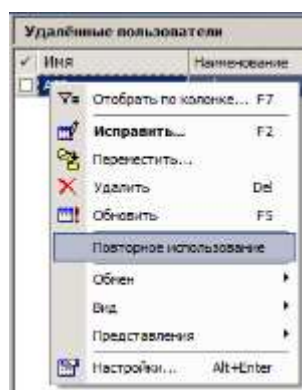 Удалённые пользователи
Имя Наименование
Отобрать по колонке... F7
Исправить... F2
Переместить...
Удалить Del
Обновить F5
Повторное использование
Обмен
Вид
Представления
Настройки... Alt+Enter